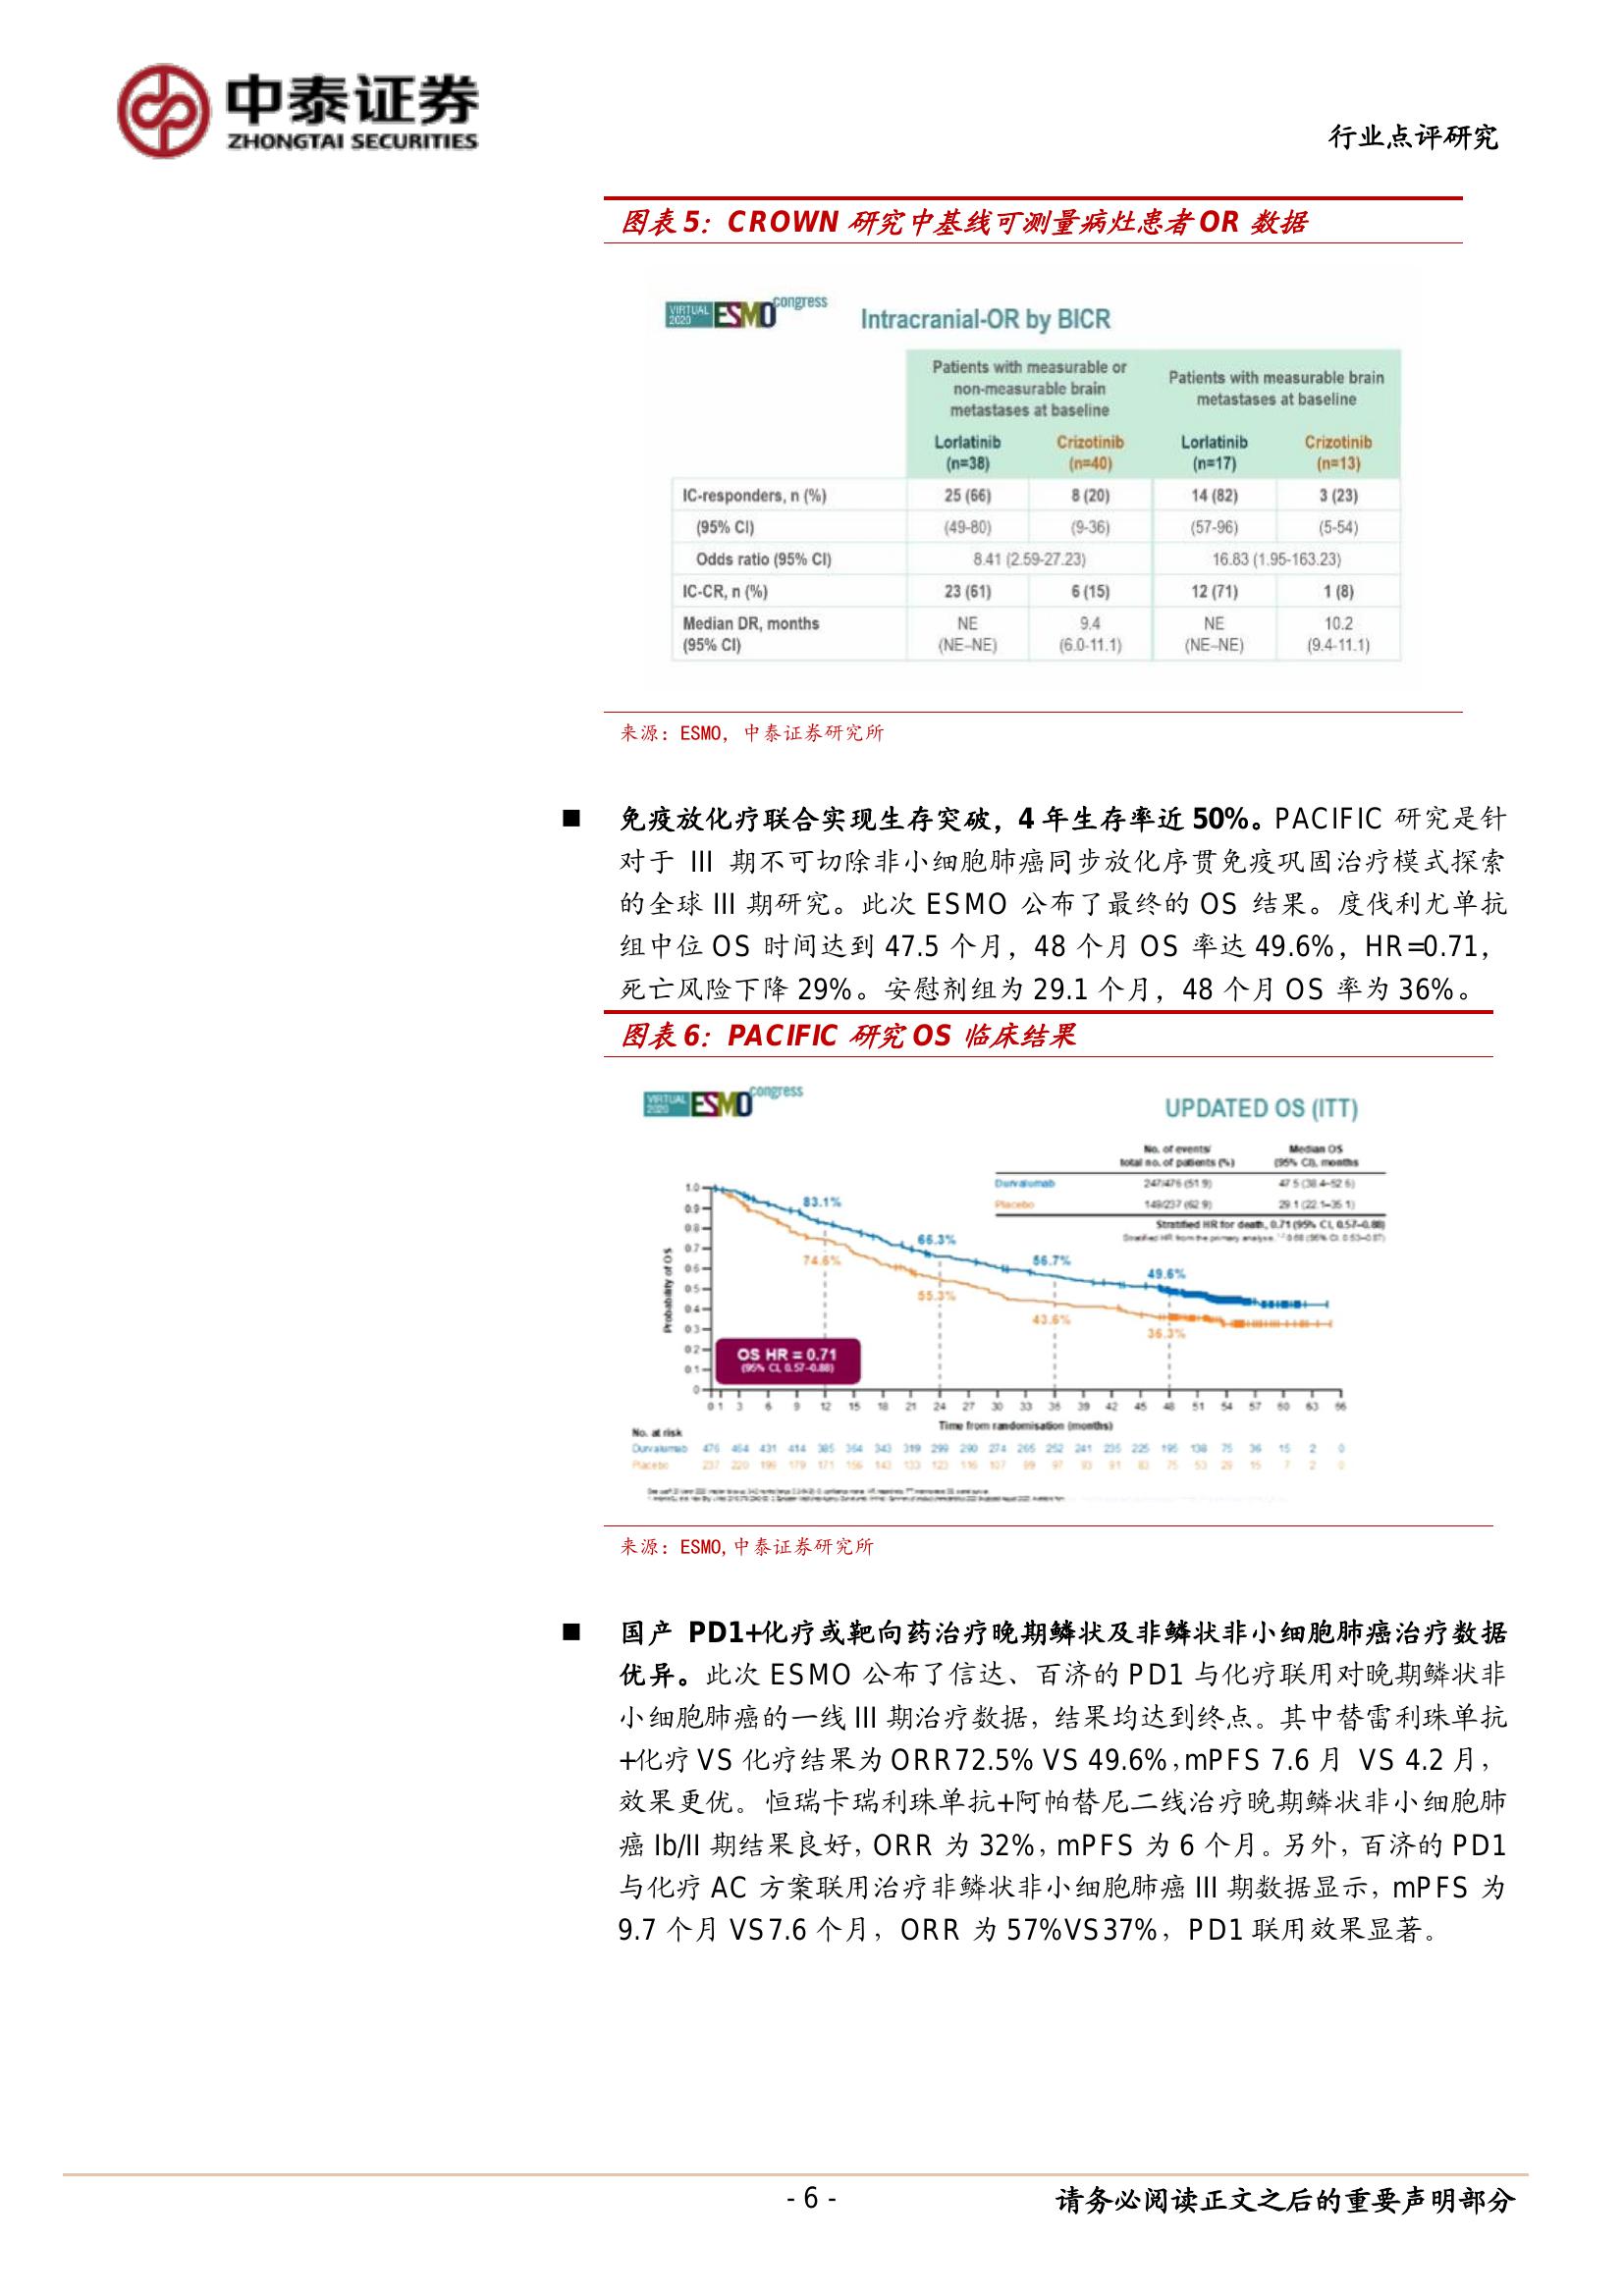 中泰证券
ZHONGTAI SECURITIES
行业点评研究
图表 5：CROWN 研究中基线可测量病灶患者 OR 数据
VIRTUAL 2020 ESMO congress
Intracranial-OR by BICR
Patients with measurable or non-measurable brain metastases at baseline
Patients with measurable brain metastases at baseline
Lorlatinib (n=38) Crizotinib (n=40) Lorlatinib (n=17) Crizotinib (n=13)
IC-responders, n (%) 25 (66) 8 (20) 14 (82) 3 (23)
(95% CI) (49-80) (9-36) (57-96) (5-54)
Odds ratio (95% CI) 8.41 (2.59-27.23) 16.83 (1.95-163.23)
IC-CR, n (%) 23 (61) 6 (15) 12 (71) 1 (8)
Median DR, months NE 9.4 NE 10.2
(95% CI) (NE–NE) (6.0-11.1) (NE–NE) (9.4-11.1)
来源：ESMO，中泰证券研究所
■ 免疫放化疗联合实现生存突破，4 年生存率近 50%。PACIFIC 研究是针
对于 III 期不可切除非小细胞肺癌同步放化序贯免疫巩固治疗模式探索
的全球 III 期研究。此次 ESMO 公布了最终的 OS 结果。度伐利尤单抗
组中位 OS 时间达到 47.5 个月，48 个月 OS 率达 49.6%，HR=0.71，
死亡风险下降 29%。安慰剂组为 29.1 个月，48 个月 OS 率为 36%。
图表 6：PACIFIC 研究 OS 临床结果
VIRTUAL 2020 ESMO congress
UPDATED OS (ITT)
No. of events/ Median OS
total no. of patients (%) (95% CI), months
Durvalumab 247/476 (51.9) 47.5 (38.4–52.6)
Placebo 149/237 (62.9) 29.1 (22.1–35.1)
Stratified HR for death, 0.71 (95% CI, 0.57–0.88)
Stratified HR from the primary analysis, 0.68 (95% CI, 0.53–0.87)
Probability of OS
1.0
0.9
0.8
0.7
0.6
0.5
0.4
0.3
0.2
0.1
0
83.1% 66.3% 56.7% 49.6%
74.6% 55.3% 43.6% 36.3%
OS HR = 0.71
(95% CI, 0.57–0.88)
0 1 3 6 9 12 15 18 21 24 27 30 33 36 39 42 45 48 51 54 57 60 63 66
Time from randomisation (months)
No. at risk
Durvalumab 476 464 431 414 385 364 343 319 299 290 274 265 252 241 235 225 195 138 75 36 15 2 0
Placebo 237 220 199 179 171 156 143 133 123 116 107 99 97 93 91 83 75 53 29 15 7 2 0
来源：ESMO,中泰证券研究所
■ 国产 PD1+化疗或靶向药治疗晚期鳞状及非鳞状非小细胞肺癌治疗数据
优异。此次 ESMO 公布了信达、百济的 PD1 与化疗联用对晚期鳞状非
小细胞肺癌的一线 III 期治疗数据，结果均达到终点。其中替雷利珠单抗
+化疗 VS 化疗结果为 ORR72.5% VS 49.6%，mPFS 7.6 月 VS 4.2 月，
效果更优。恒瑞卡瑞利珠单抗+阿帕替尼二线治疗晚期鳞状非小细胞肺
癌 Ib/II 期结果良好，ORR 为 32%，mPFS 为 6 个月。另外，百济的 PD1
与化疗 AC 方案联用治疗非鳞状非小细胞肺癌 III 期数据显示，mPFS 为
9.7 个月 VS7.6 个月，ORR 为 57%VS37%，PD1 联用效果显著。
- 6 -
请务必阅读正文之后的重要声明部分